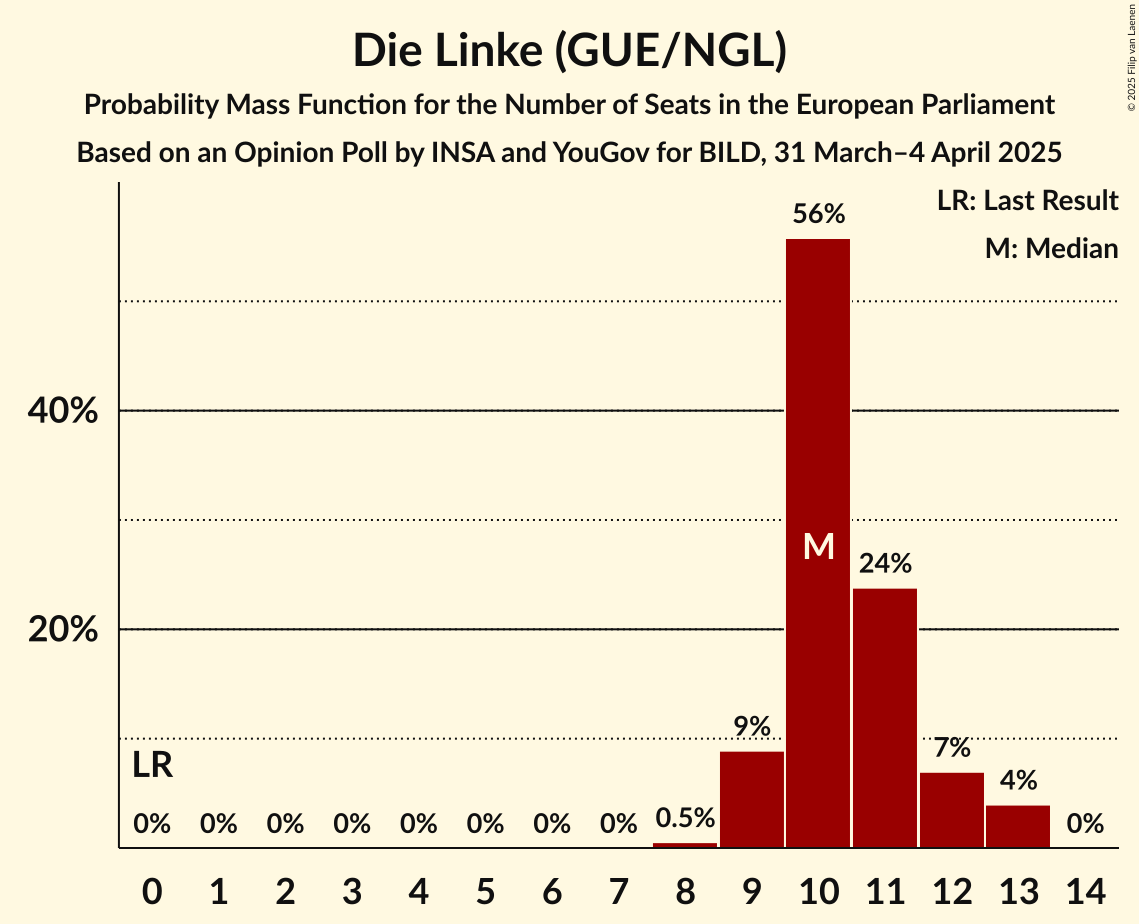 Die Linke (GUE/NGL)
Probability Mass Function for the Number of Seats in the European Parliament
Based on an Opinion Poll by INSA and YouGov for BILD, 31 March–4 April 2025
© 2025 Filip van Laenen
LR: Last Result
M: Median
56%
40%
M
24%
20%
9%
7%
LR
4%
0% 0% 0% 0% 0% 0% 0% 0% 0.5% 0%
0 1 2 3 4 5 6 7 8 9 10 11 12 13 14